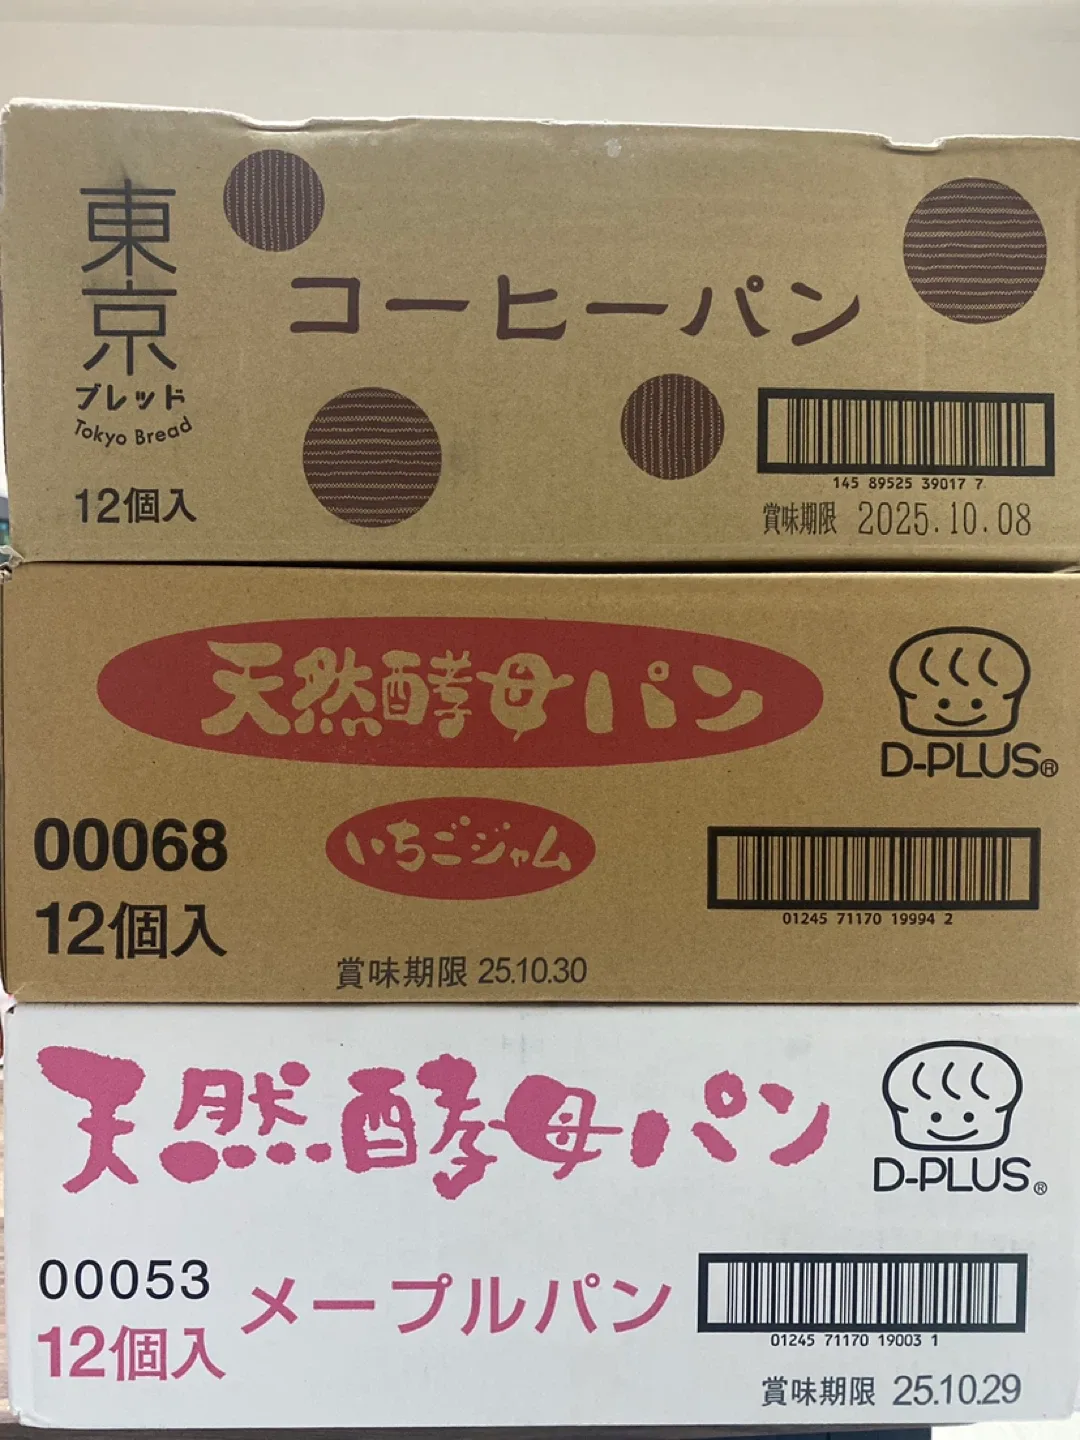 東京
ブレッド
Tokyo Bread
12個入
コーヒーパン
145 89525 39017 7
賞味期限 2025.10.08
天然酵母パン
D-PLUS®
00068
12個入
いちごジャム
01245 71170 19994 2
賞味期限 25.10.30
天然酵母パン
D-PLUS®
00053
12個入
メープルパン
01245 71170 19003 1
賞味期限 25.10.29